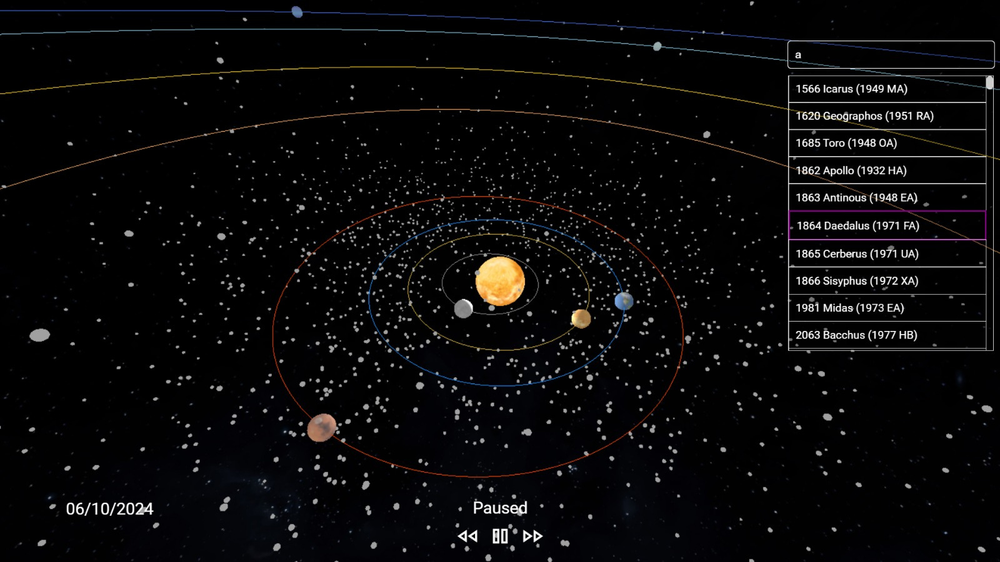 a
1566 Icarus (1949 MA)
1620 Geographos (1951 RA)
1685 Toro (1948 OA)
1862 Apollo (1932 HA)
1863 Antinous (1948 EA)
1864 Daedalus (1971 FA)
1865 Cerberus (1971 UA)
1866 Sisyphus (1972 XA)
1981 Midas (1973 EA)
2063 Bacchus (1977 HB)
06/10/2024
Paused